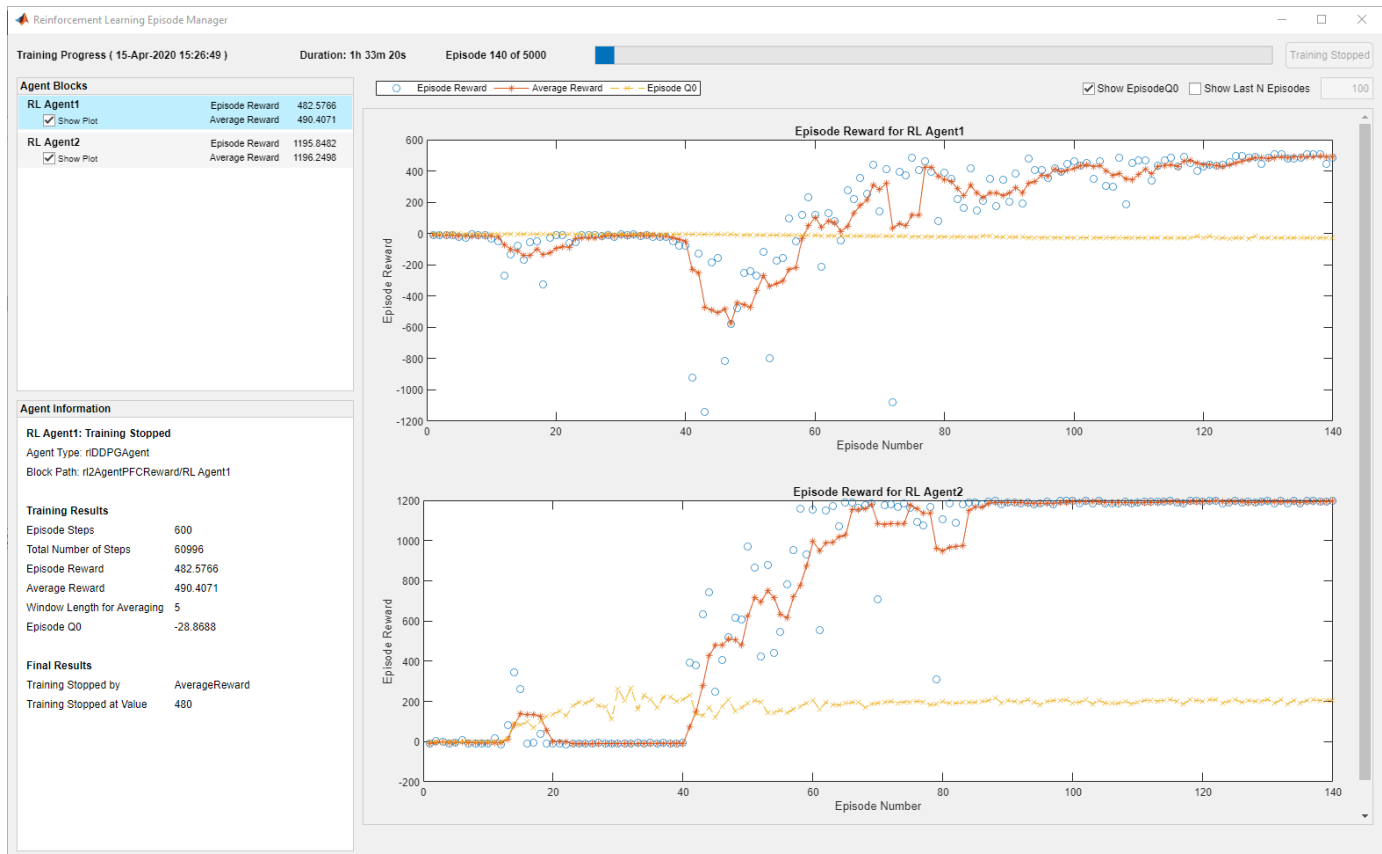 Reinforcement Learning Episode Manager
Training Progress ( 15-Apr-2020 15:26:49 ) Duration: 1h 33m 20s Episode 140 of 5000 Training Stopped
Agent Blocks
RL Agent1 Episode Reward 482.5766
Show Plot Average Reward 490.4071
RL Agent2 Episode Reward 1195.8482
Show Plot Average Reward 1196.2498
Agent Information
RL Agent1: Training Stopped
Agent Type: rlDDPGAgent
Block Path: rl2AgentPFCReward/RL Agent1
Training Results
Episode Steps 600
Total Number of Steps 60996
Episode Reward 482.5766
Average Reward 490.4071
Window Length for Averaging 5
Episode Q0 -28.8688
Final Results
Training Stopped by AverageReward
Training Stopped at Value 480
Episode Reward Average Reward Episode Q0
Show EpisodeQ0 Show Last N Episodes 100
Episode Reward for RL Agent1
600
400
200
0
-200
-400
-600
-800
-1000
-1200
Episode Reward
0 20 40 60 80 100 120 140
Episode Number
Episode Reward for RL Agent2
1200
1000
800
600
400
200
0
-200
Episode Reward
0 20 40 60 80 100 120 140
Episode Number